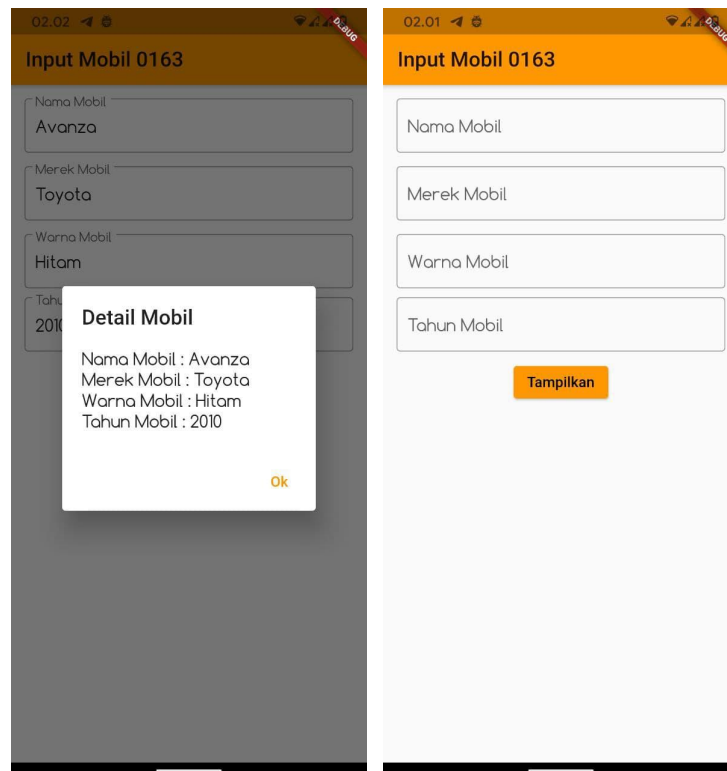 02.02
DEBUG
Input Mobil 0163
Nama Mobil
Avanza
Merek Mobil
Toyota
Warna Mobil
Hitam
Tahu
2010
Detail Mobil
Nama Mobil : Avanza
Merek Mobil : Toyota
Warna Mobil : Hitam
Tahun Mobil : 2010
Ok
02.01
DEBUG
Input Mobil 0163
Nama Mobil
Merek Mobil
Warna Mobil
Tahun Mobil
Tampilkan